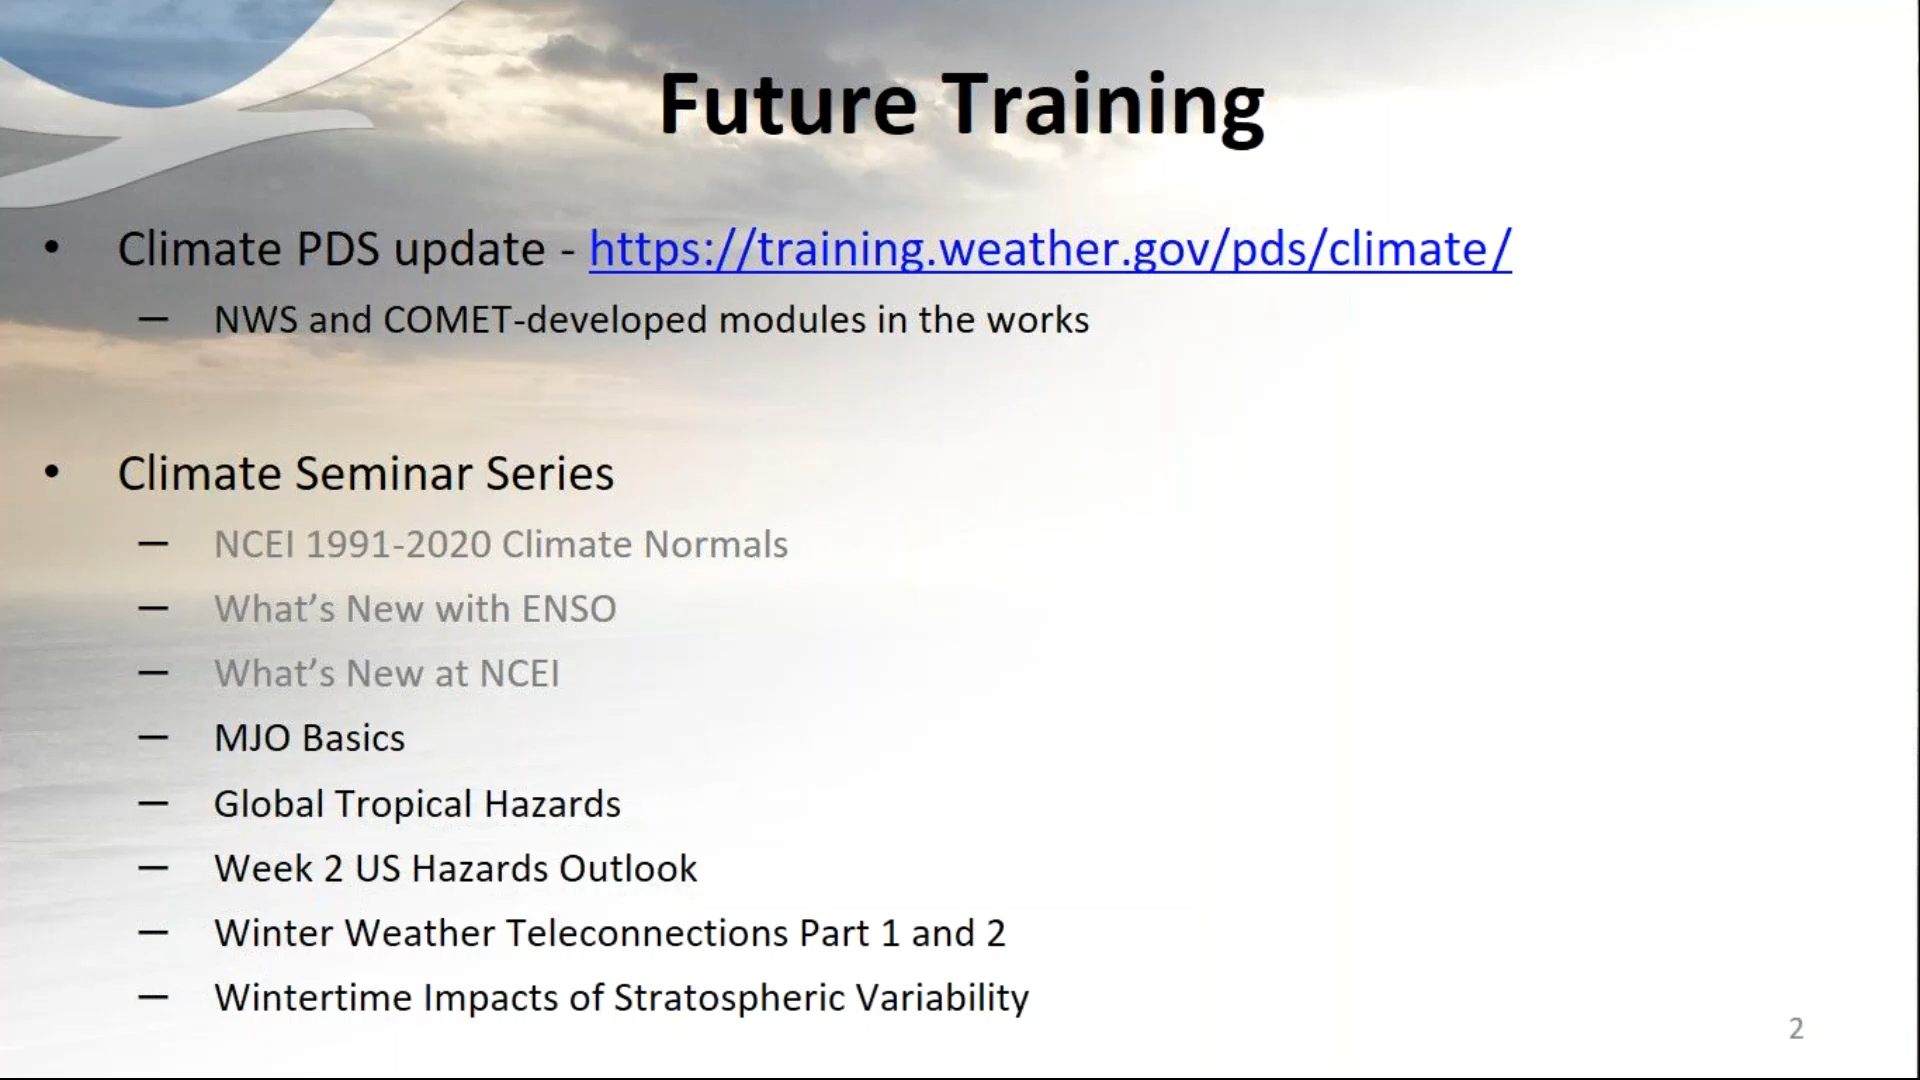 Future Training
• Climate PDS update - https://training.weather.gov/pds/climate/
– NWS and COMET-developed modules in the works
• Climate Seminar Series
– NCEI 1991-2020 Climate Normals
– What’s New with ENSO
– What’s New at NCEI
– MJO Basics
– Global Tropical Hazards
– Week 2 US Hazards Outlook
– Winter Weather Teleconnections Part 1 and 2
– Wintertime Impacts of Stratospheric Variability
2